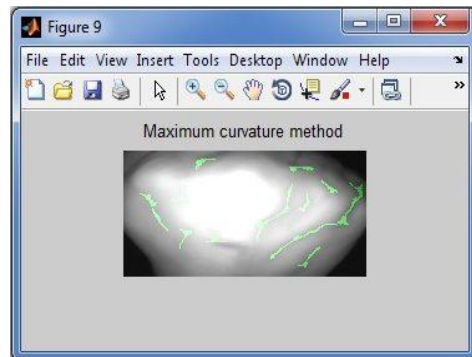 Figure 9
File Edit View Insert Tools Desktop Window Help
Maximum curvature method